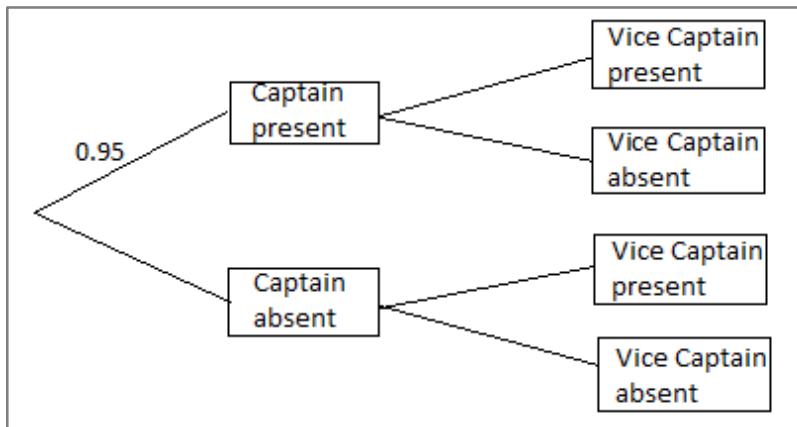 Vice Captain
present
Captain
present
0.95
Vice Captain
absent
Vice Captain
present
Captain
absent
Vice Captain
absent